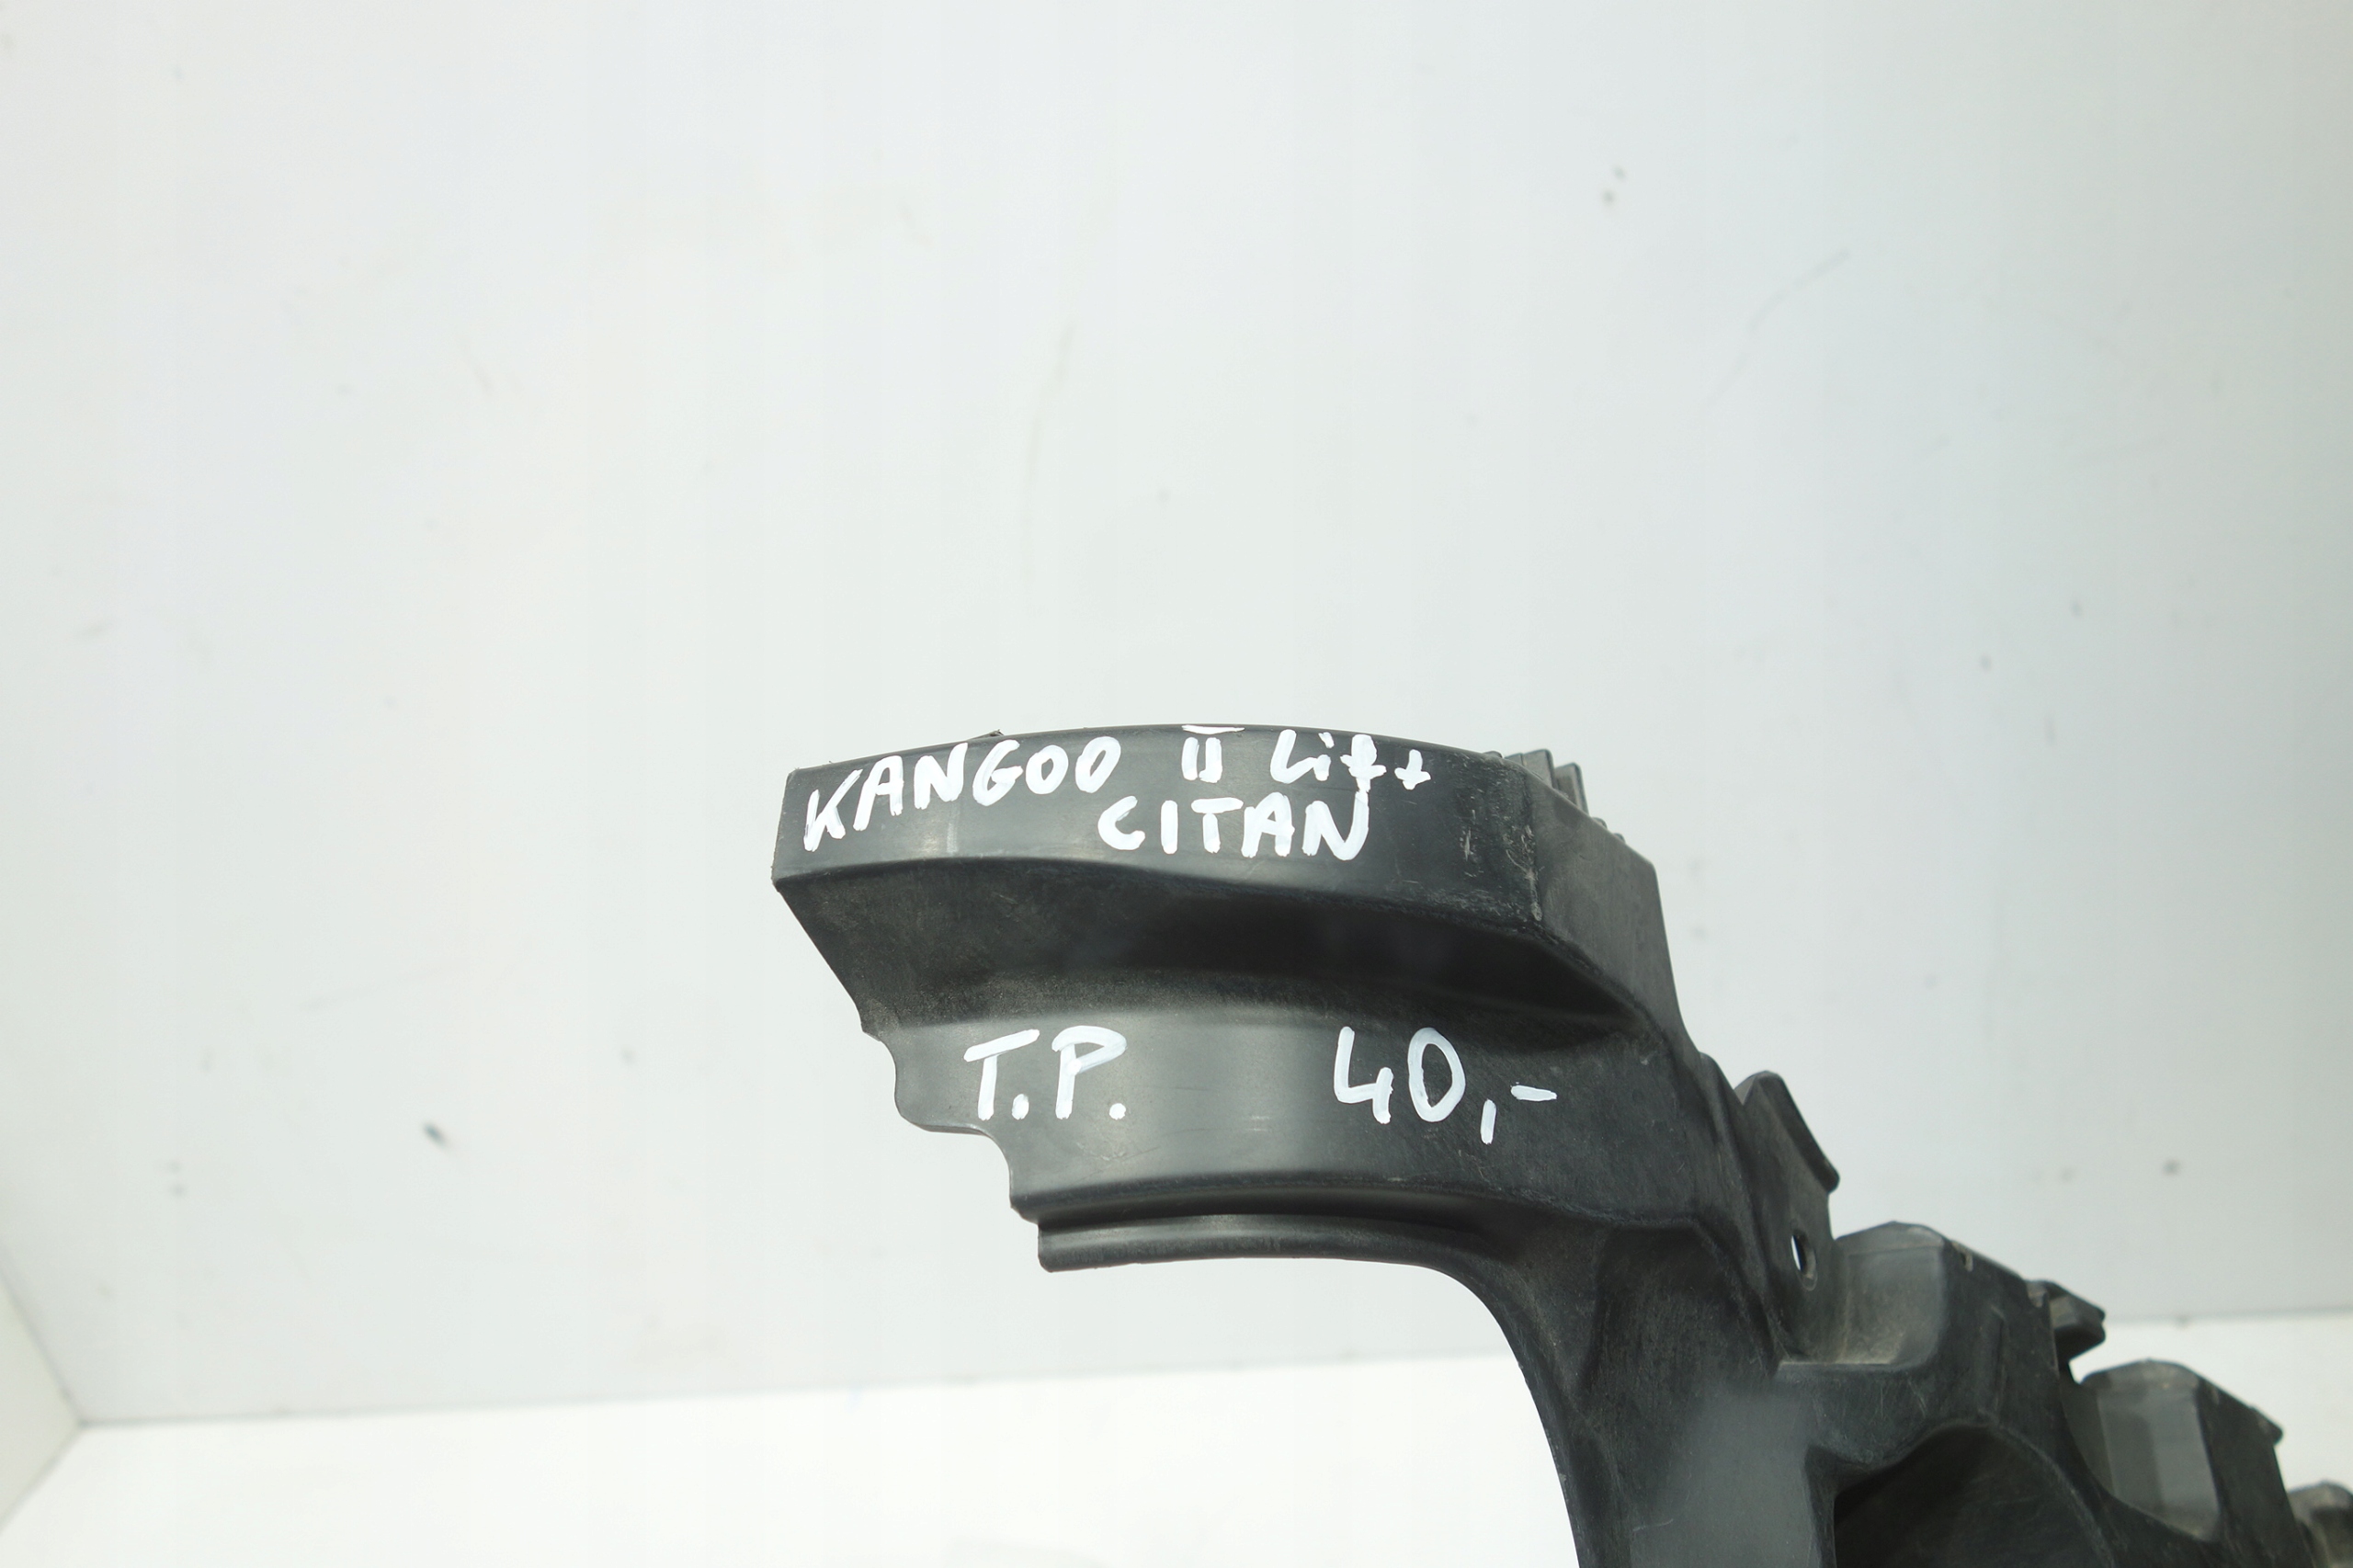 KANGOO II Lift
CITAN
T.P. 40,-